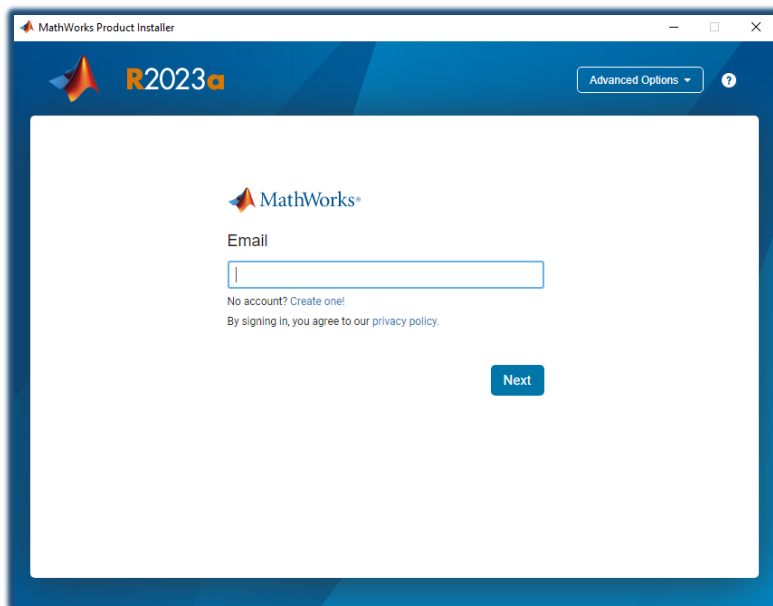 MathWorks Product Installer
R2023a
Advanced Options
?
MathWorks®
Email
No account? Create one!
By signing in, you agree to our privacy policy.
Next